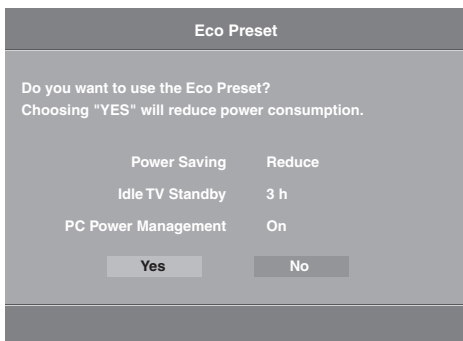 Eco Preset
Do you want to use the Eco Preset?
Choosing "YES" will reduce power consumption.
Power Saving Reduce
Idle TV Standby 3 h
PC Power Management On
Yes No